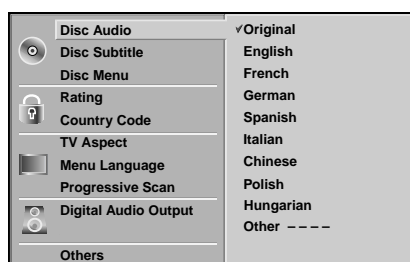 Disc Audio
Disc Subtitle
Disc Menu
Rating
Country Code
TV Aspect
Menu Language
Progressive Scan
Digital Audio Output
Others
✓Original
English
French
German
Spanish
Italian
Chinese
Polish
Hungarian
Other – – – –